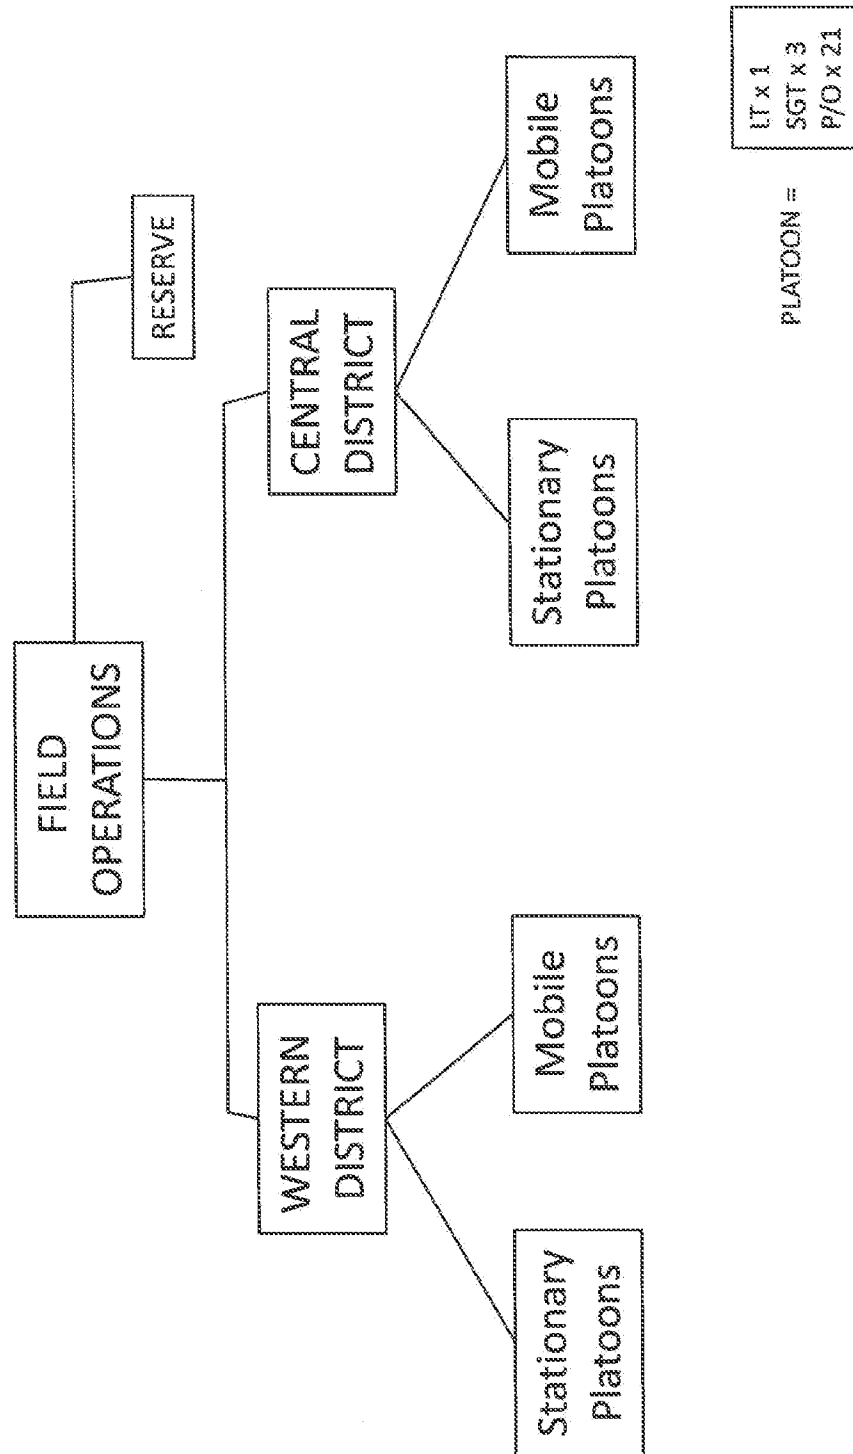 FIELD
OPERATIONS
RESERVE
WESTERN
DISTRICT
CENTRAL
DISTRICT
Stationary
Platoons
Mobile
Platoons
Stationary
Platoons
Mobile
Platoons
PLATOON =
LT x 1
SGT x 3
P/O x 21